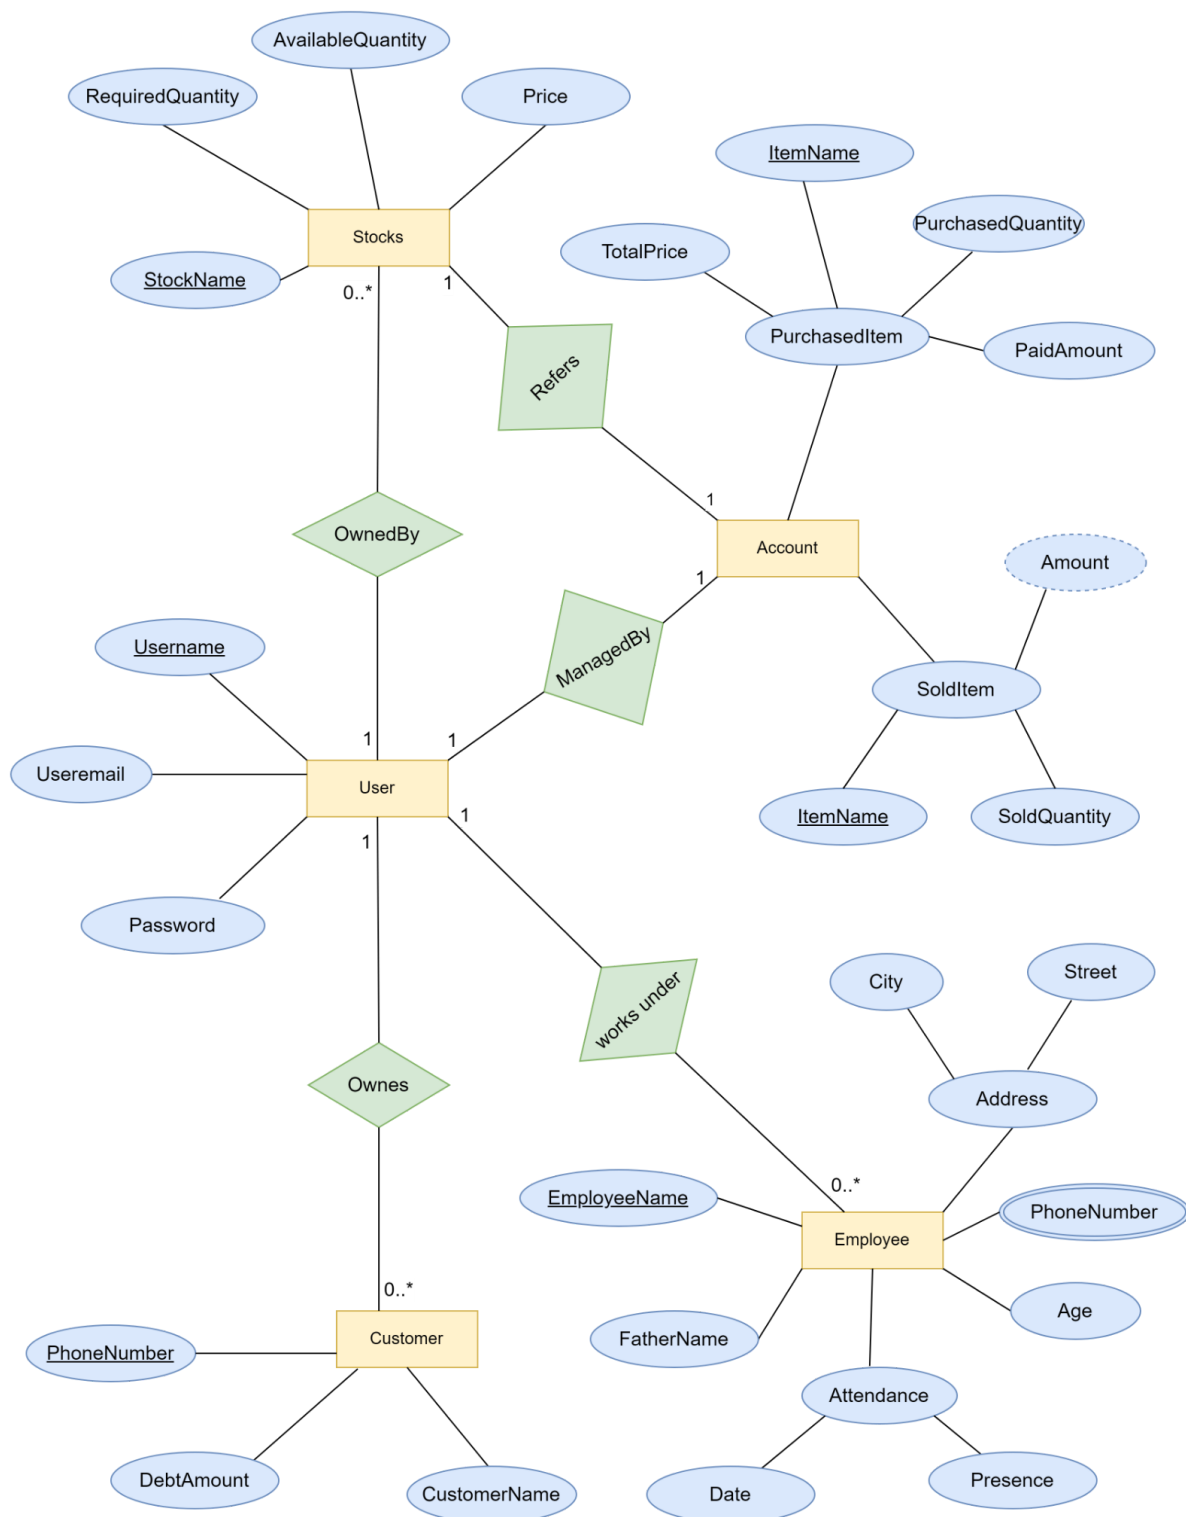 AvailableQuantity
RequiredQuantity
Price
ItemName
PurchasedQuantity
Stocks
TotalPrice
StockName
0..*
1
PurchasedItem
PaidAmount
Refers
1
OwnedBy
Account
Amount
1
Username
ManagedBy
SoldItem
1
1
Useremail
User
1
1
ItemName
SoldQuantity
Password
City
Street
works under
Ownes
Address
0..*
EmployeeName
PhoneNumber
Employee
0..*
Age
Customer
FatherName
PhoneNumber
Attendance
DebtAmount
CustomerName
Date
Presence